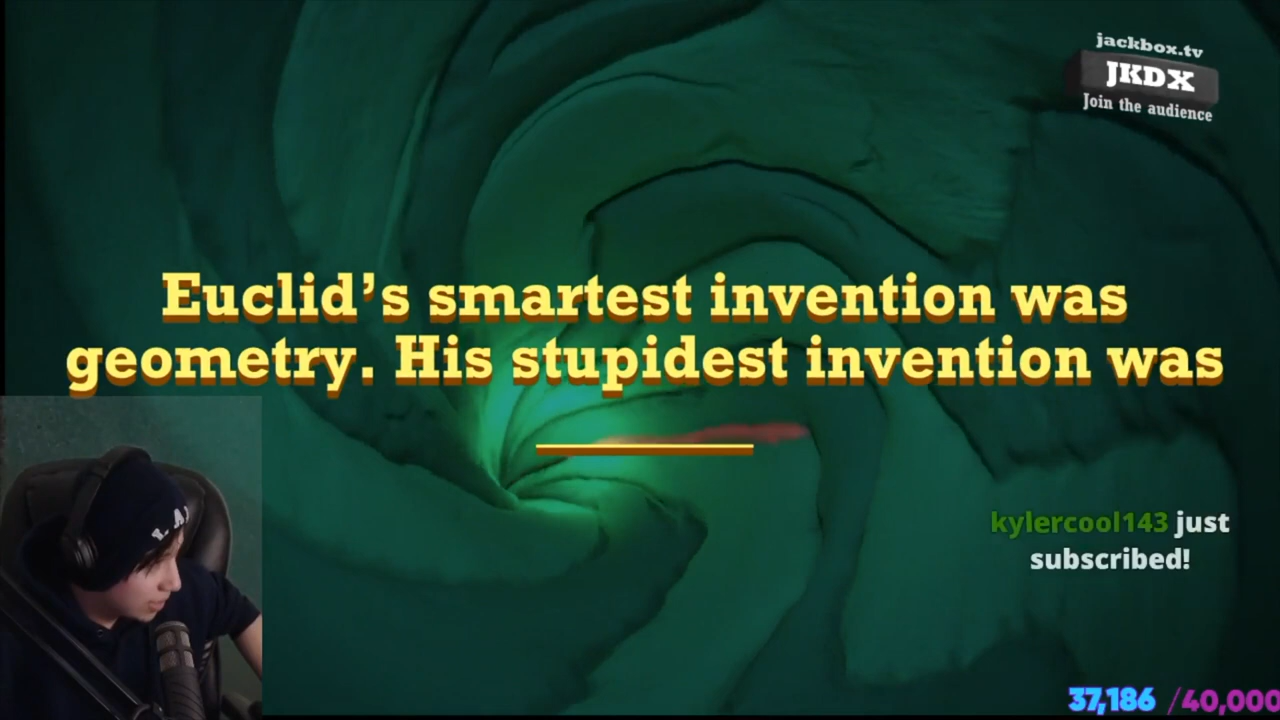 jackbox.tv
JKDX
Join the audience
Euclid's smartest invention was
geometry. His stupidest invention was
kylercool143 just
subscribed!
37,186 /40,000